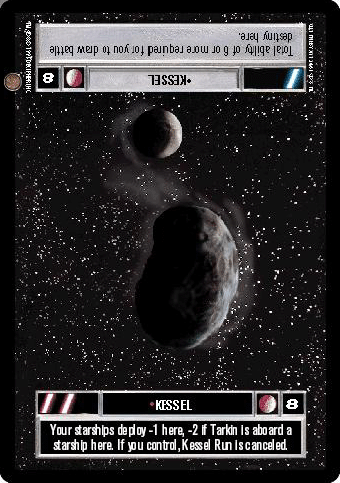 Total ability of 6 or more required for you to draw battle
destiny here.
8
•KESSEL
•KESSEL
8
Your starships deploy -1 here, -2 if Tarkin is aboard a
starship here. If you control, Kessel Run is canceled.